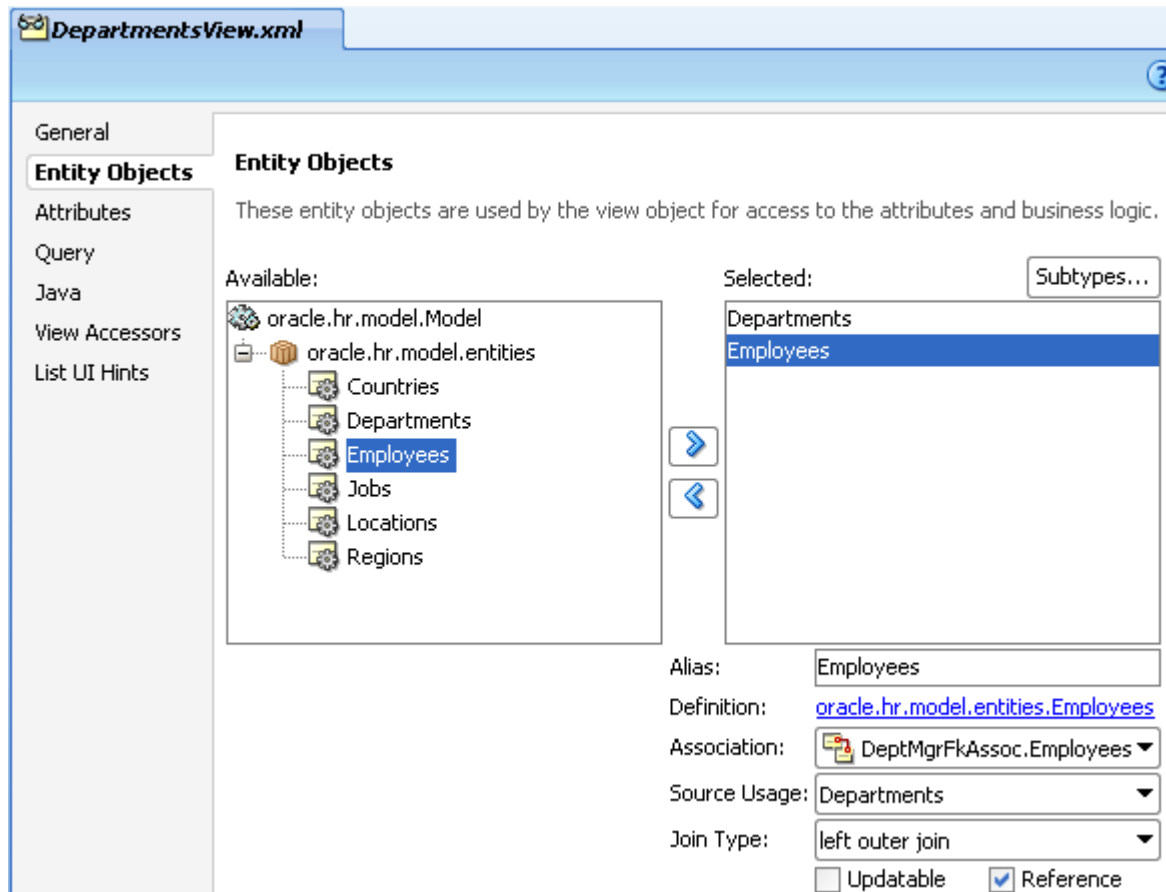 DepartmentsView.xml
?
General
Entity Objects
Attributes
Query
Java
View Accessors
List UI Hints
Entity Objects
These entity objects are used by the view object for access to the attributes and business logic.
Available:
oracle.hr.model.Model
oracle.hr.model.entities
Countries
Departments
Employees
Jobs
Locations
Regions
Selected:
Subtypes...
Departments
Employees
Alias: Employees
Definition: oracle.hr.model.entities.Employees
Association: DeptMgrFkAssoc.Employees
Source Usage: Departments
Join Type: left outer join
Updatable Reference